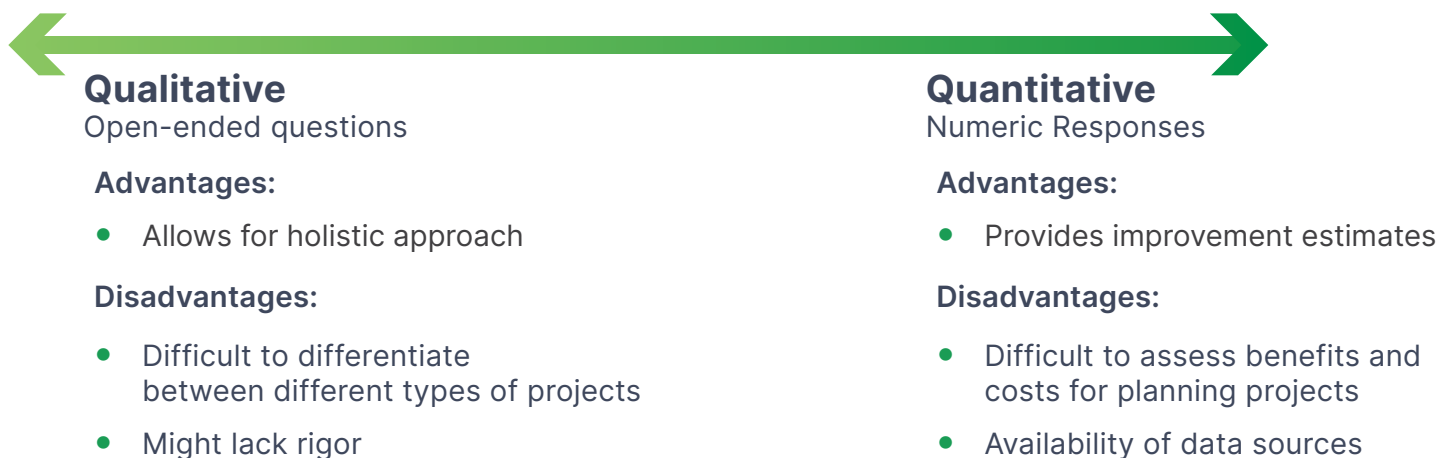 Qualitative
Open-ended questions
Advantages:
• Allows for holistic approach
Disadvantages:
• Difficult to differentiate
between different types of projects
• Might lack rigor
Quantitative
Numeric Responses
Advantages:
• Provides improvement estimates
Disadvantages:
• Difficult to assess benefits and
costs for planning projects
• Availability of data sources